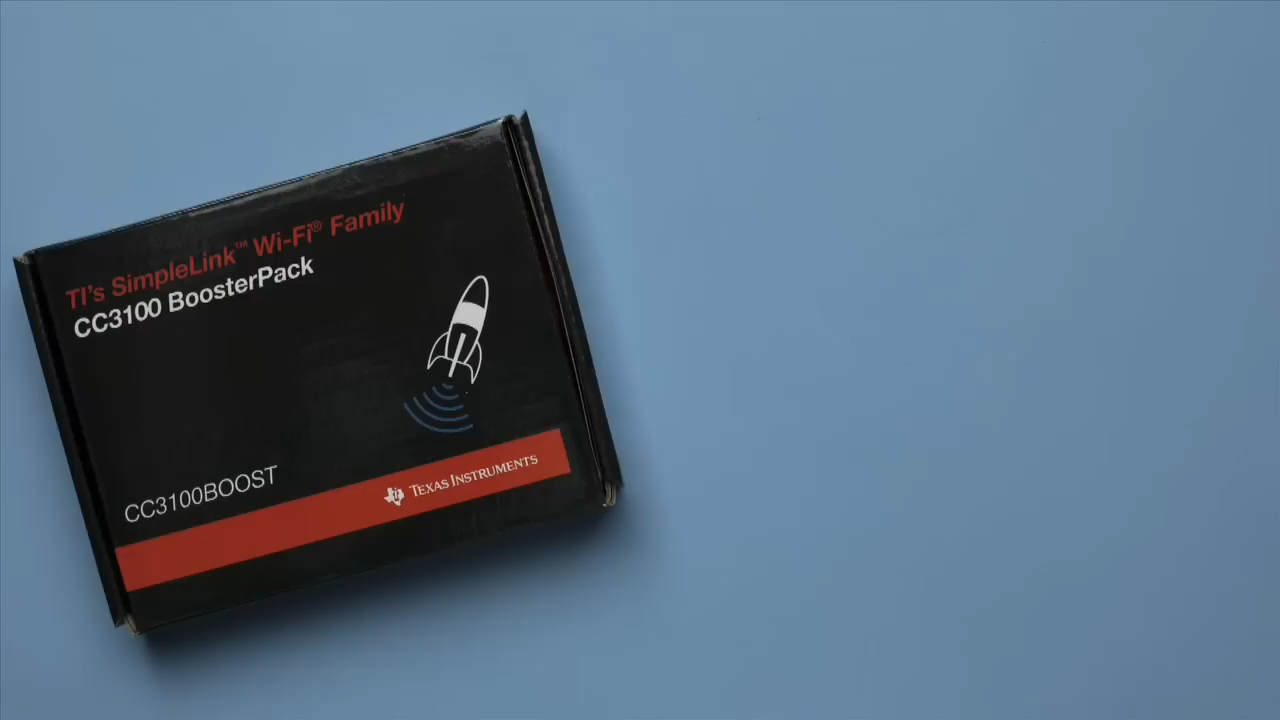 TI's SimpleLink™ Wi-Fi® Family
CC3100 BoosterPack
CC3100BOOST
TEXAS INSTRUMENTS